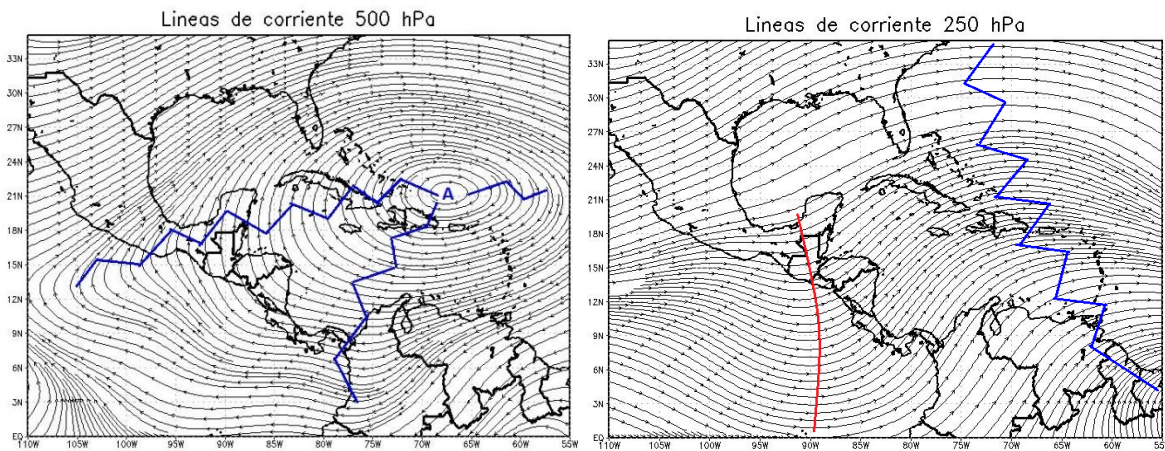 Lineas de corriente 500 hPa
33N
30N
27N
24N
21N
18N
15N
12N
9N
6N
3N
EQ
110W 105W 100W 95W 90W 85W 80W 75W 70W 65W 60W 55W
A
Lineas de corriente 250 hPa
33N
30N
27N
24N
21N
18N
15N
12N
9N
6N
3N
EQ
110W 105W 100W 95W 90W 85W 80W 75W 70W 65W 60W 55W